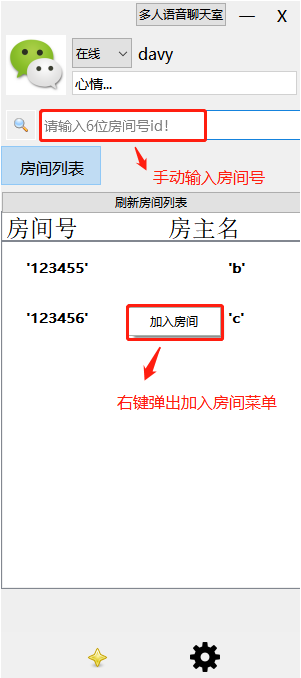 多人语音聊天室 — X
在线 davy
心情...
请输入6位房间号id!
房间列表
手动输入房间号
刷新房间列表
房间号 房主名
'123455' 'b'
'123456' 加入房间 'c'
右键弹出加入房间菜单